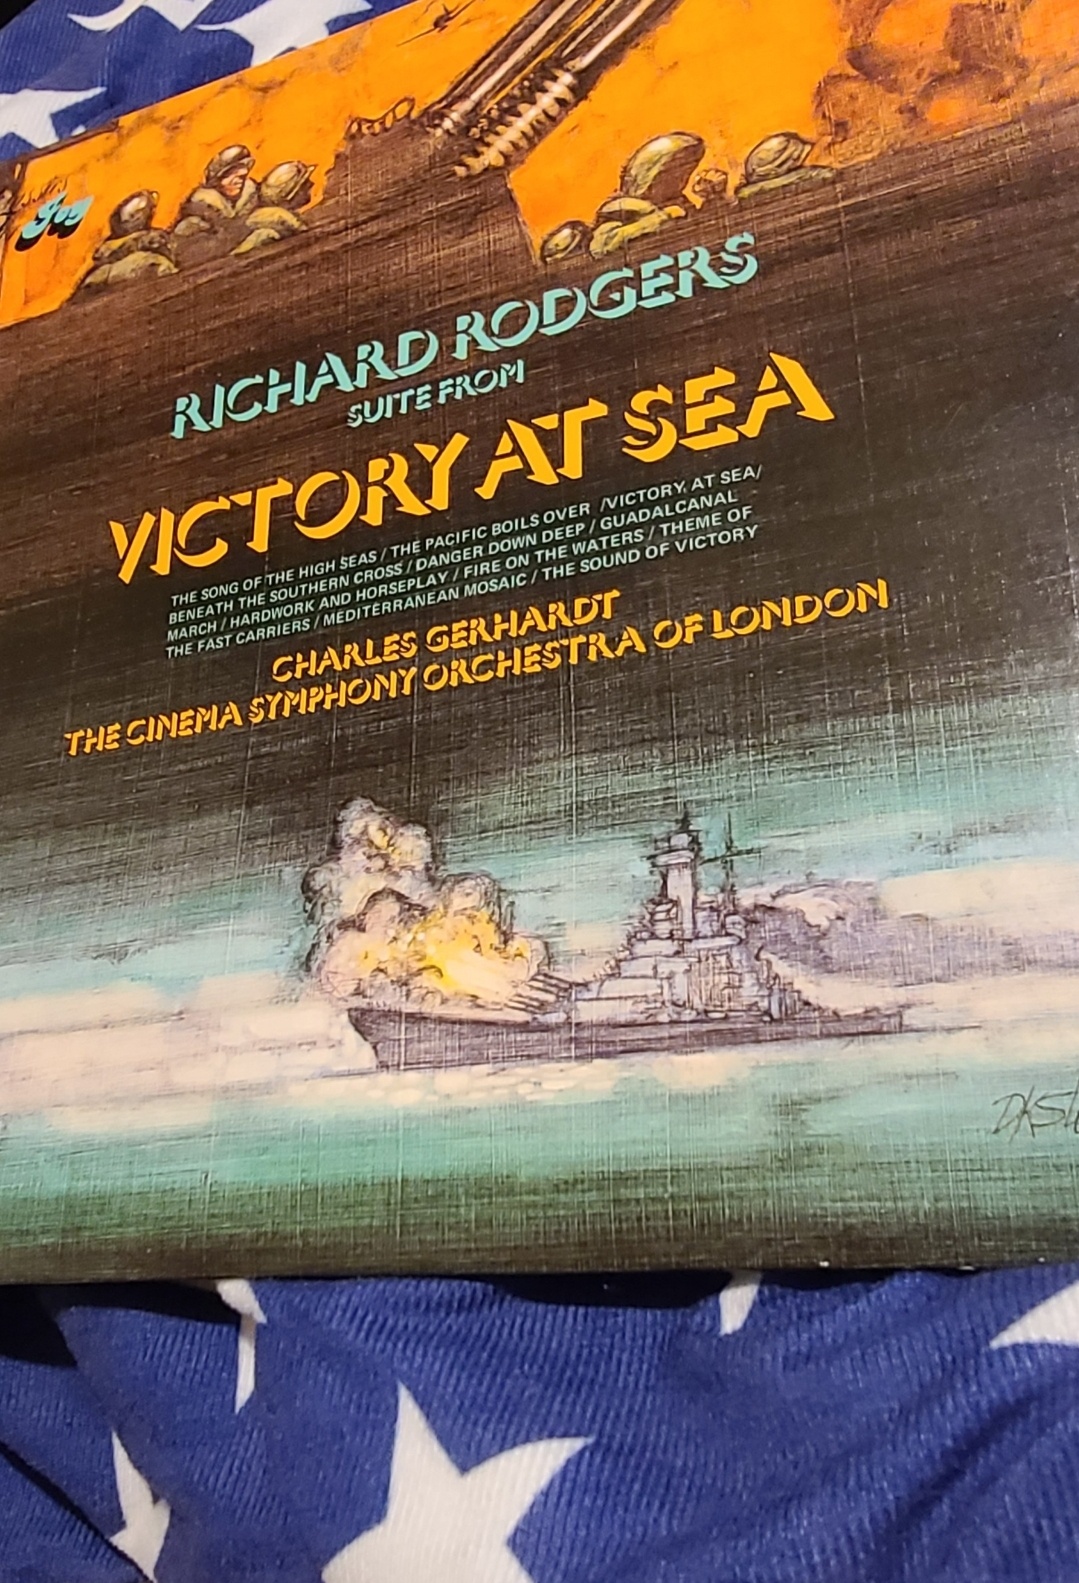 Joy
RICHARD RODGERS
SUITE FROM
VICTORY AT SEA
THE SONG OF THE HIGH SEAS / THE PACIFIC BOILS OVER /VICTORY AT SEA/
BENEATH THE SOUTHERN CROSS / DANGER DOWN DEEP / GUADALCANAL
MARCH / HARDWORK AND HORSEPLAY / FIRE ON THE WATERS / THEME OF
THE FAST CARRIERS / MEDITERRANEAN MOSAIC / THE SOUND OF VICTORY
CHARLES GERHARDT
THE CINEMA SYMPHONY ORCHESTRA OF LONDON